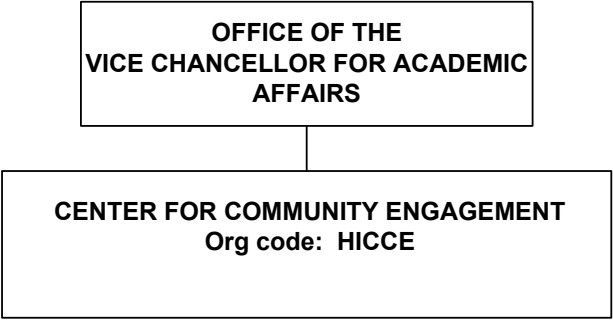 OFFICE OF THE
VICE CHANCELLOR FOR ACADEMIC
AFFAIRS
CENTER FOR COMMUNITY ENGAGEMENT
Org code:  HICCE